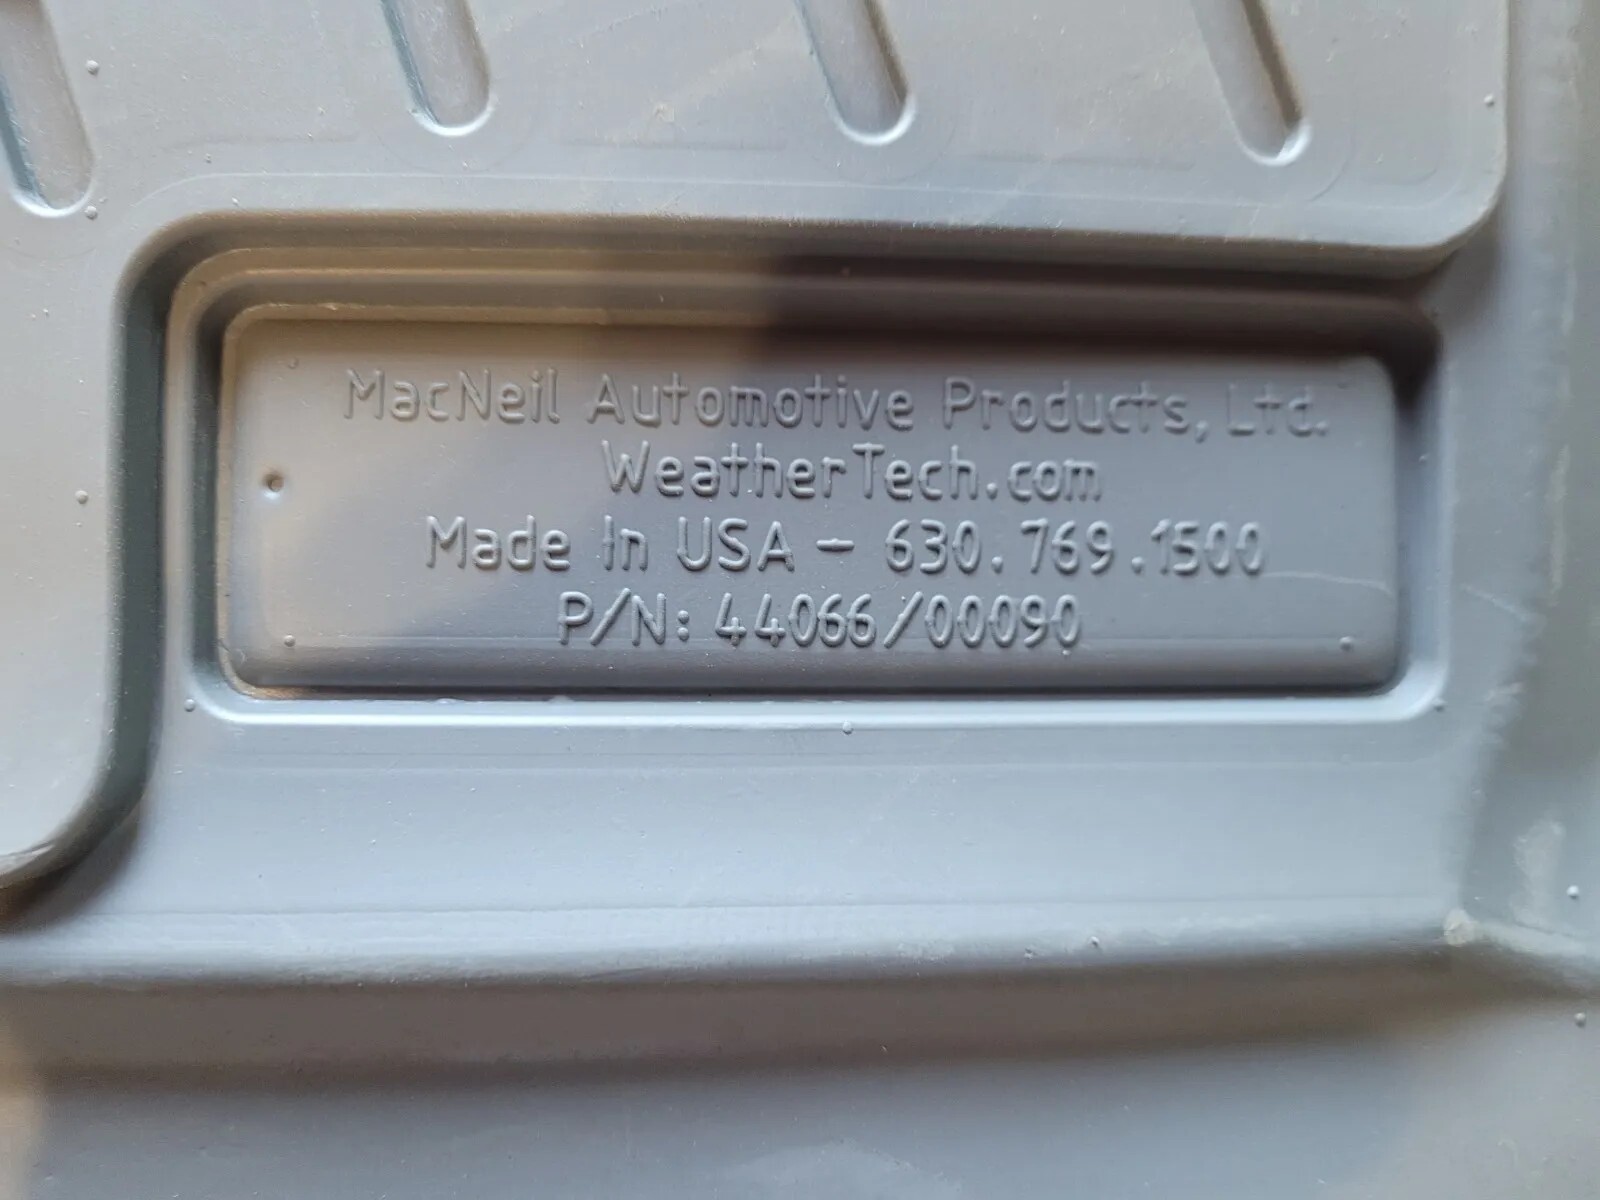 MacNeil Automotive Products, Ltd.
WeatherTech.com
Made In USA - 630.769.1500
P/N: 44066/00090